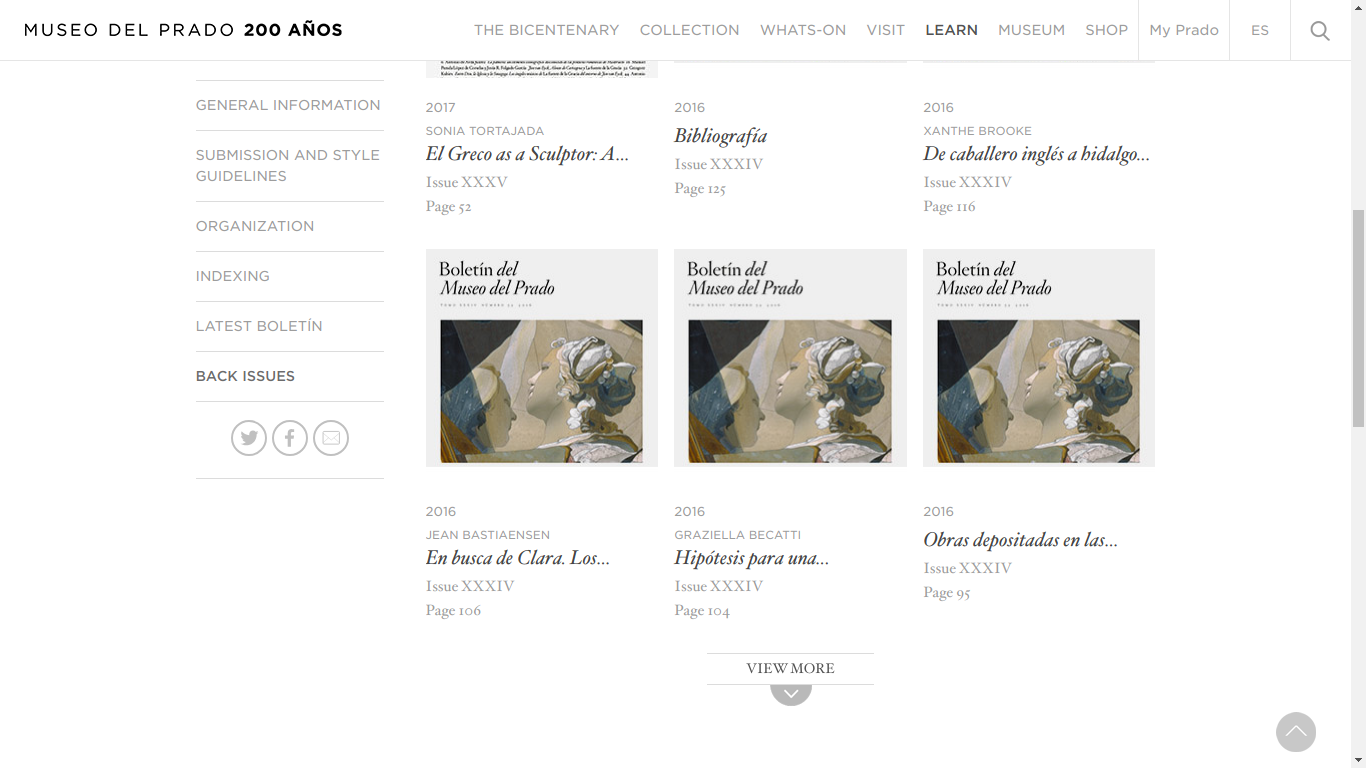 MUSEO DEL PRADO 200 AÑOS
THE BICENTENARY
COLLECTION
WHATS-ON
VISIT
LEARN
MUSEUM
SHOP
My Prado
ES
GENERAL INFORMATION
SUBMISSION AND STYLE
GUIDELINES
ORGANIZATION
INDEXING
LATEST BOLETÍN
BACK ISSUES
2017
SONIA TORTAJADA
El Greco as a Sculptor: A...
Issue XXXV
Page 52
2016
Bibliografía
Issue XXXIV
Page 125
2016
XANTHE BROOKE
De caballero inglés a hidalgo...
Issue XXXIV
Page 116
Boletín del
Museo del Prado
2016
JEAN BASTIAENSEN
En busca de Clara. Los...
Issue XXXIV
Page 106
Boletín del
Museo del Prado
2016
GRAZIELLA BECATTI
Hipótesis para una...
Issue XXXIV
Page 104
Boletín del
Museo del Prado
2016
Obras depositadas en las...
Issue XXXIV
Page 95
VIEW MORE